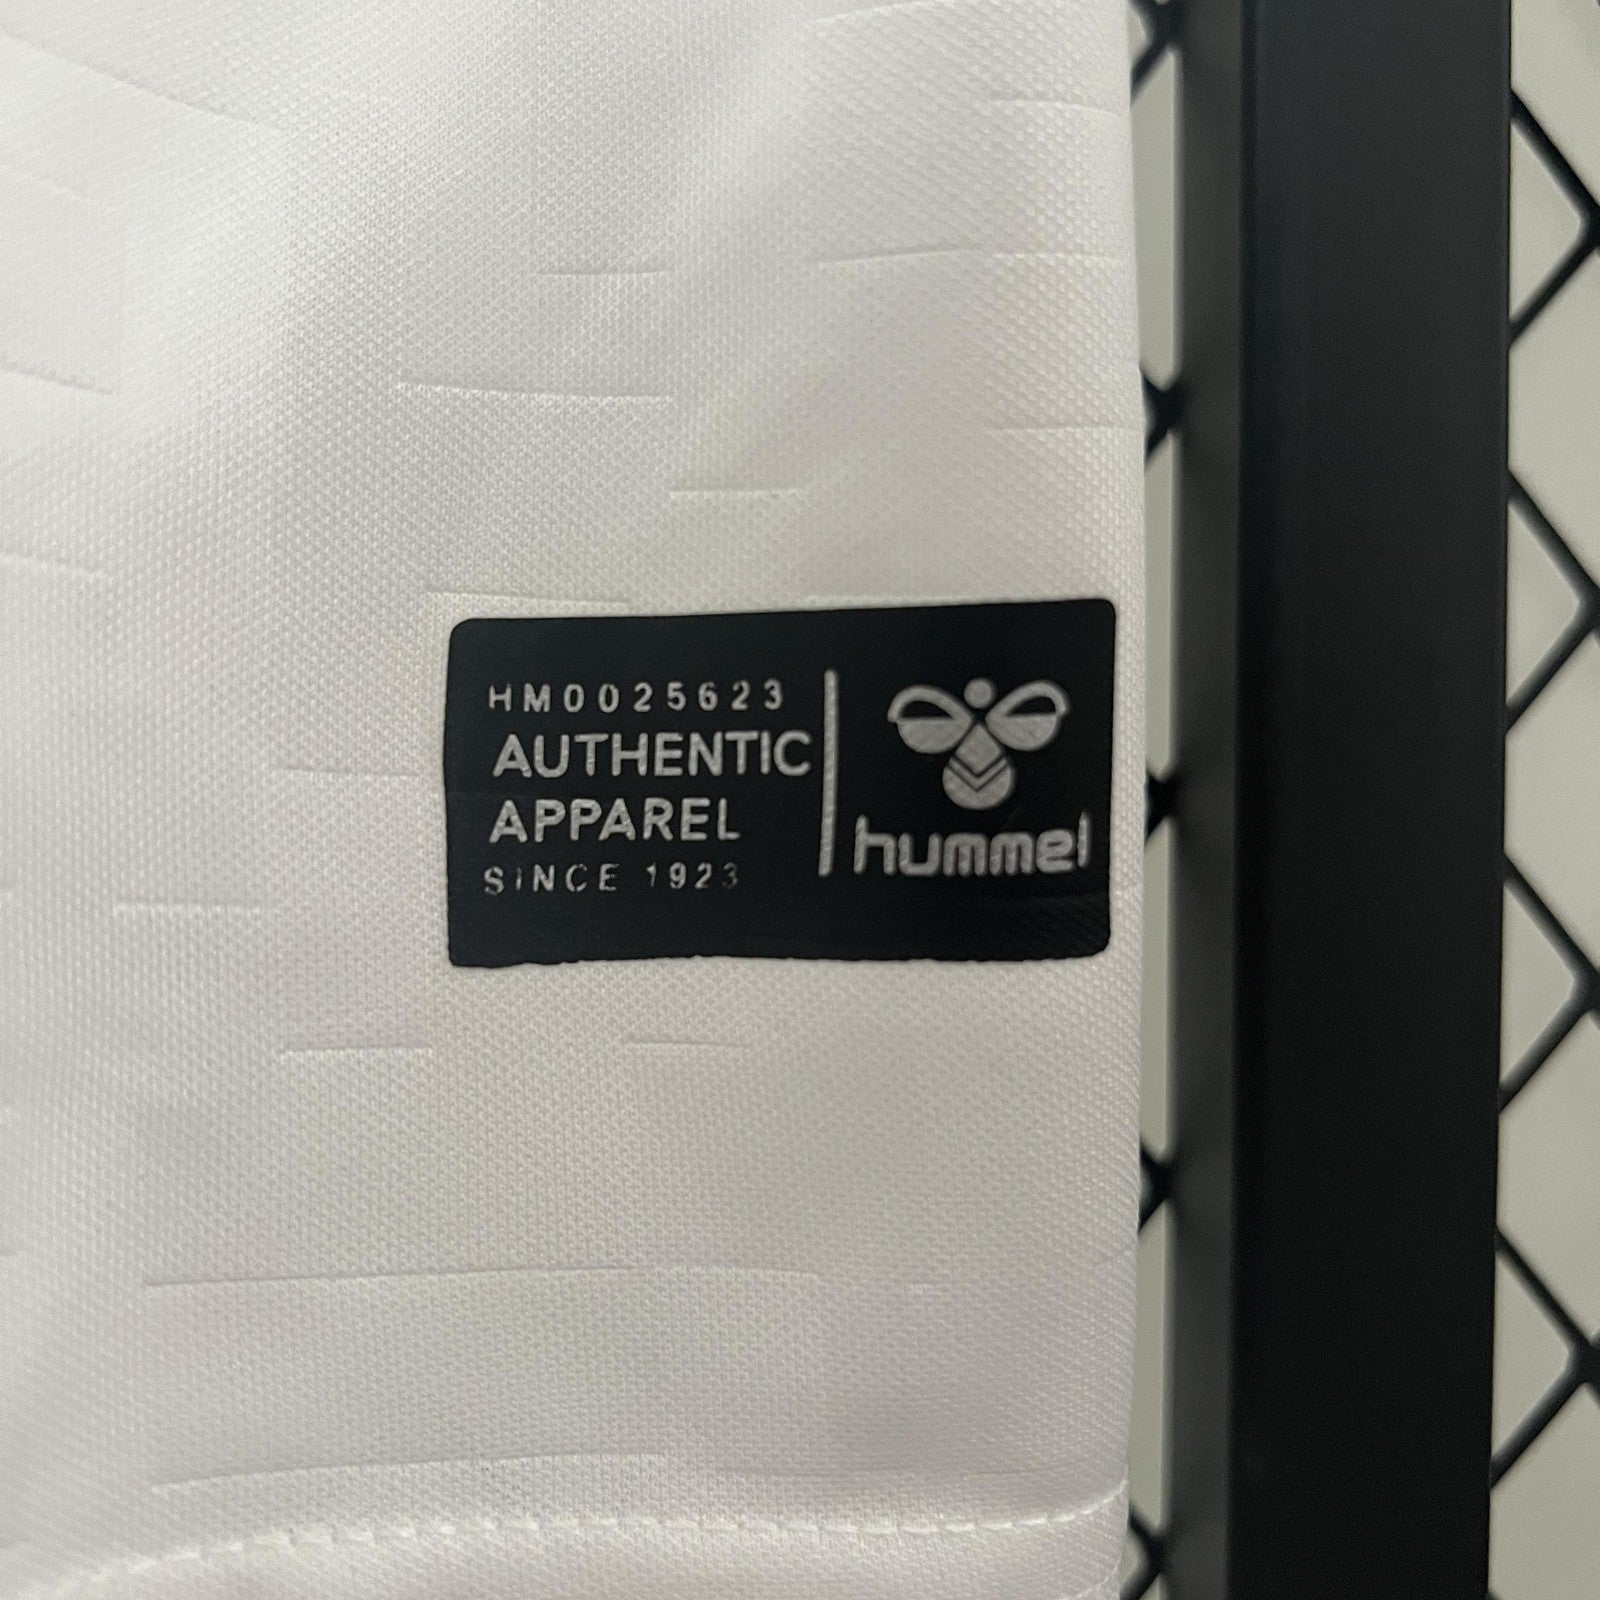 HM0025623
AUTHENTIC
APPAREL
SINCE 1923
hummel